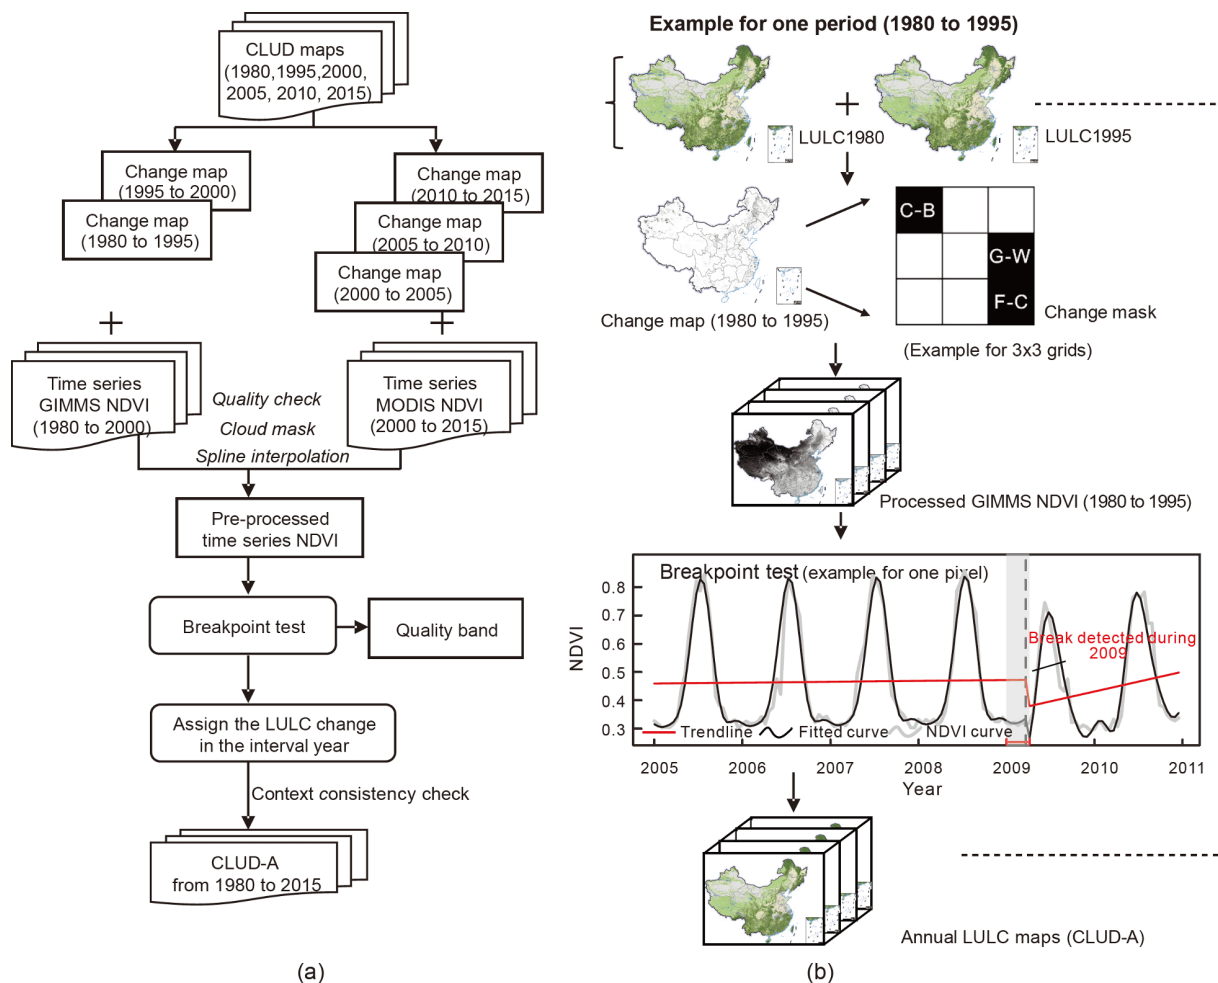 CLUD maps
(1980,1995,2000,
2005, 2010, 2015)
Change map
(1995 to 2000)
Change map
(1980 to 1995)
Change map
(2010 to 2015)
Change map
(2005 to 2010)
Change map
(2000 to 2005)
Time series
GIMMS NDVI
(1980 to 2000)
Quality check
Cloud mask
Spline interpolation
Time series
MODIS NDVI
(2000 to 2015)
Pre-processed
time series NDVI
Breakpoint test
Quality band
Assign the LULC change
in the interval year
Context consistency check
CLUD-A
from 1980 to 2015
(a)
Example for one period (1980 to 1995)
LULC1980
LULC1995
C-B
G-W
F-C
Change map (1980 to 1995)
Change mask
(Example for 3x3 grids)
Processed GIMMS NDVI (1980 to 1995)
Breakpoint test (example for one pixel)
0.8
0.7
0.6
0.5
0.4
0.3
NDVI
Break detected during
2009
Trendline
Fitted curve
NDVI curve
2005
2006
2007
2008
2009
2010
2011
Year
Annual LULC maps (CLUD-A)
(b)